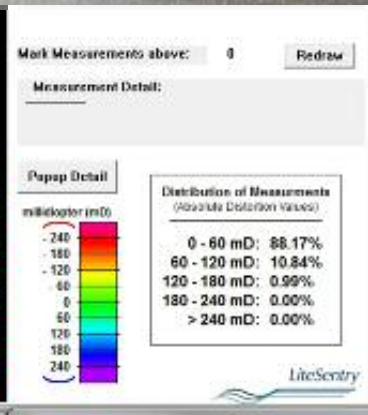 Mark Measurements above: 0 Redraw
Measurement Detail:
Popup Detail
millidiopter (mD)
- 240
- 180
- 120
- 60
0
60
120
180
240
Distribution of Measurments
(Absolute Distortion Values)
0 - 60 mD: 88.17%
60 - 120 mD: 10.84%
120 - 180 mD: 0.99%
180 - 240 mD: 0.00%
> 240 mD: 0.00%
LiteSentry